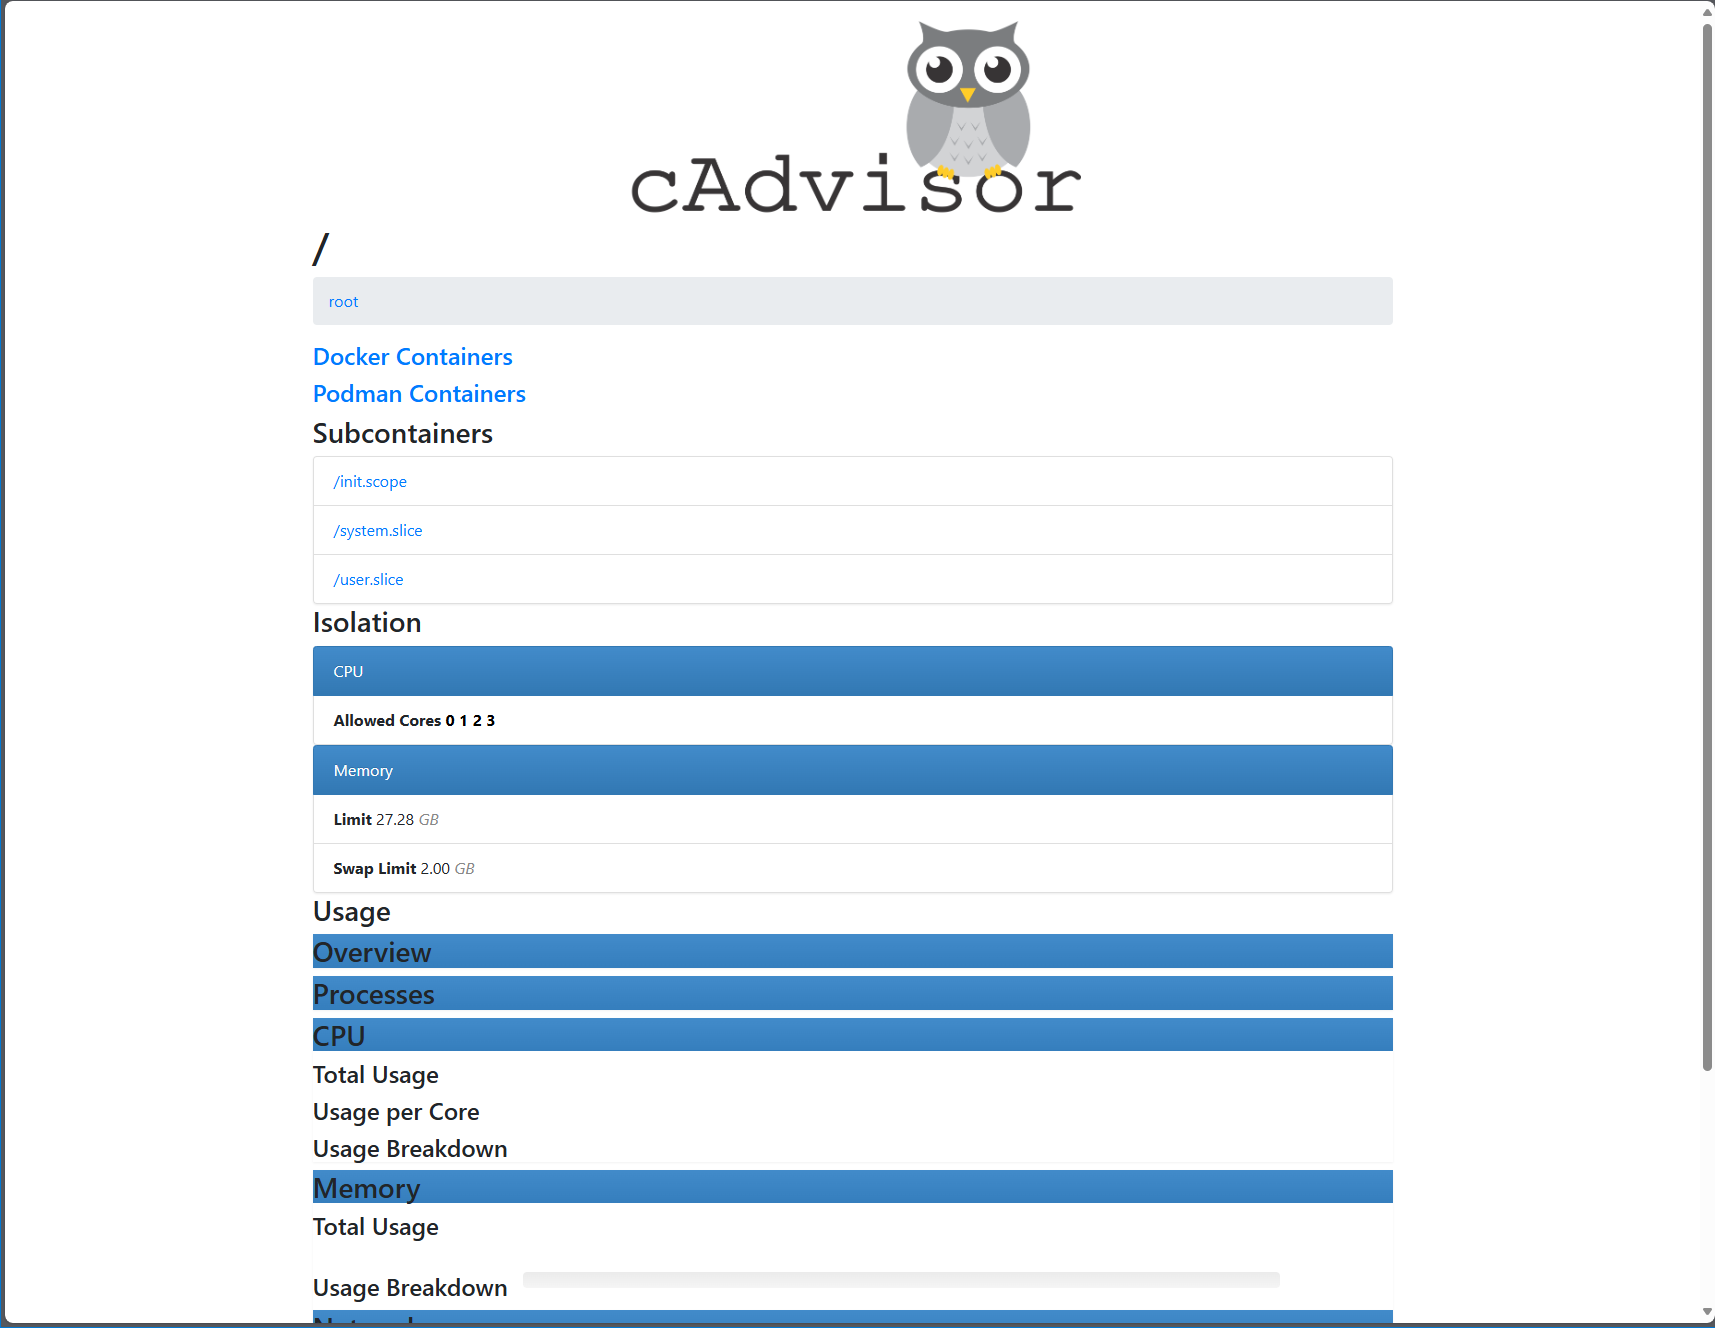 cAdvisor
/
root
Docker Containers
Podman Containers
Subcontainers
/init.scope
/system.slice
/user.slice
Isolation
CPU
Allowed Cores 0 1 2 3
Memory
Limit 27.28 GB
Swap Limit 2.00 GB
Usage
Overview
Processes
CPU
Total Usage
Usage per Core
Usage Breakdown
Memory
Total Usage
Usage Breakdown